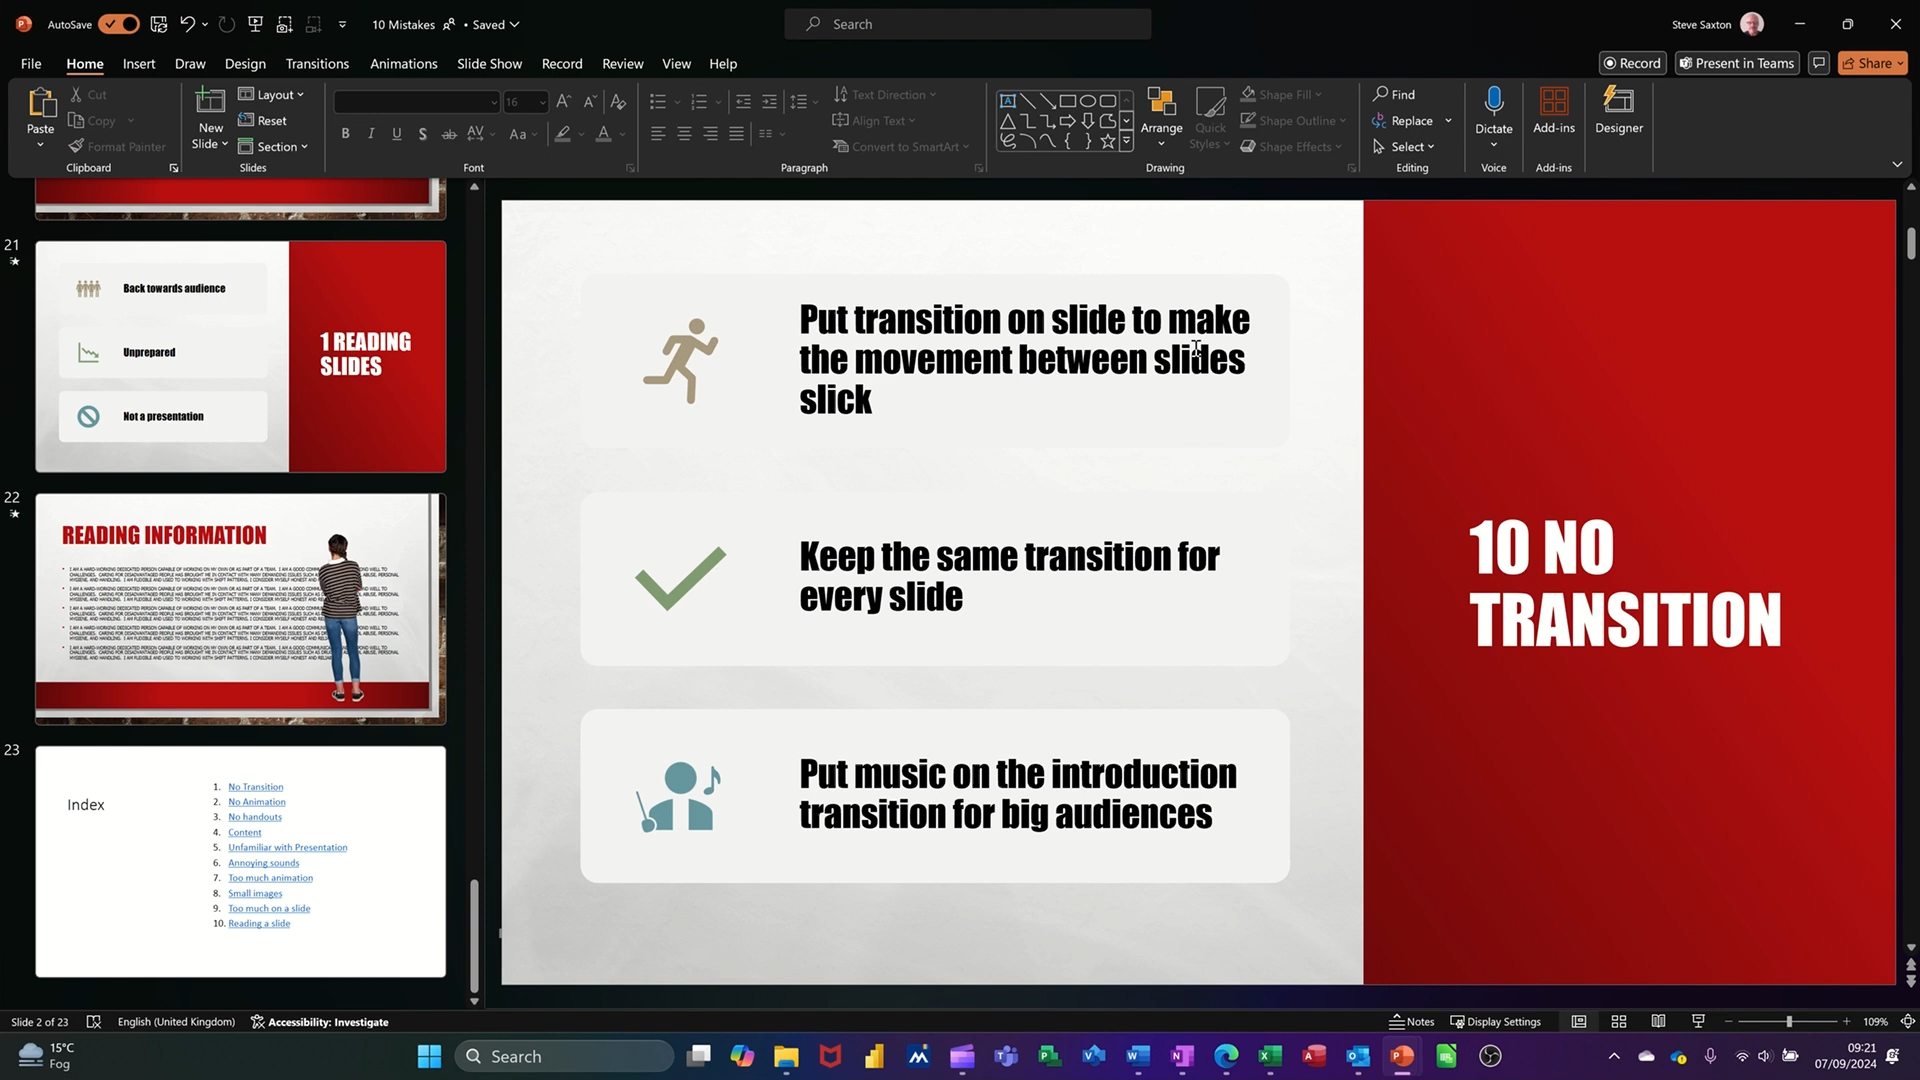 AutoSave
10 Mistakes
• Saved
Search
Steve Saxton
File
Home
Insert
Draw
Design
Transitions
Animations
Slide Show
Record
Review
View
Help
Record
Present in Teams
Share
Paste
Cut
Copy
Format Painter
Clipboard
New
Slide
Layout
Reset
Section
Slides
16
Font
Text Direction
Align Text
Convert to SmartArt
Paragraph
Arrange
Quick
Styles
Shape Fill
Shape Outline
Shape Effects
Drawing
Find
Replace
Select
Editing
Dictate
Voice
Add-ins
Add-ins
Designer
21
Back towards audience
Unprepared
Not a presentation
1 READING
SLIDES
22
READING INFORMATION
23
Index
1. No Transition
2. No Animation
3. No handouts
4. Content
5. Unfamiliar with Presentation
6. Annoying sounds
7. Too much animation
8. Small images
9. Too much on a slide
10. Reading a slide
Put transition on slide to make
the movement between slides
slick
Keep the same transition for
every slide
Put music on the introduction
transition for big audiences
10 NO
TRANSITION
Slide 2 of 23
English (United Kingdom)
Accessibility: Investigate
Notes
Display Settings
109%
15°C
Fog
Search
09:21
07/09/2024